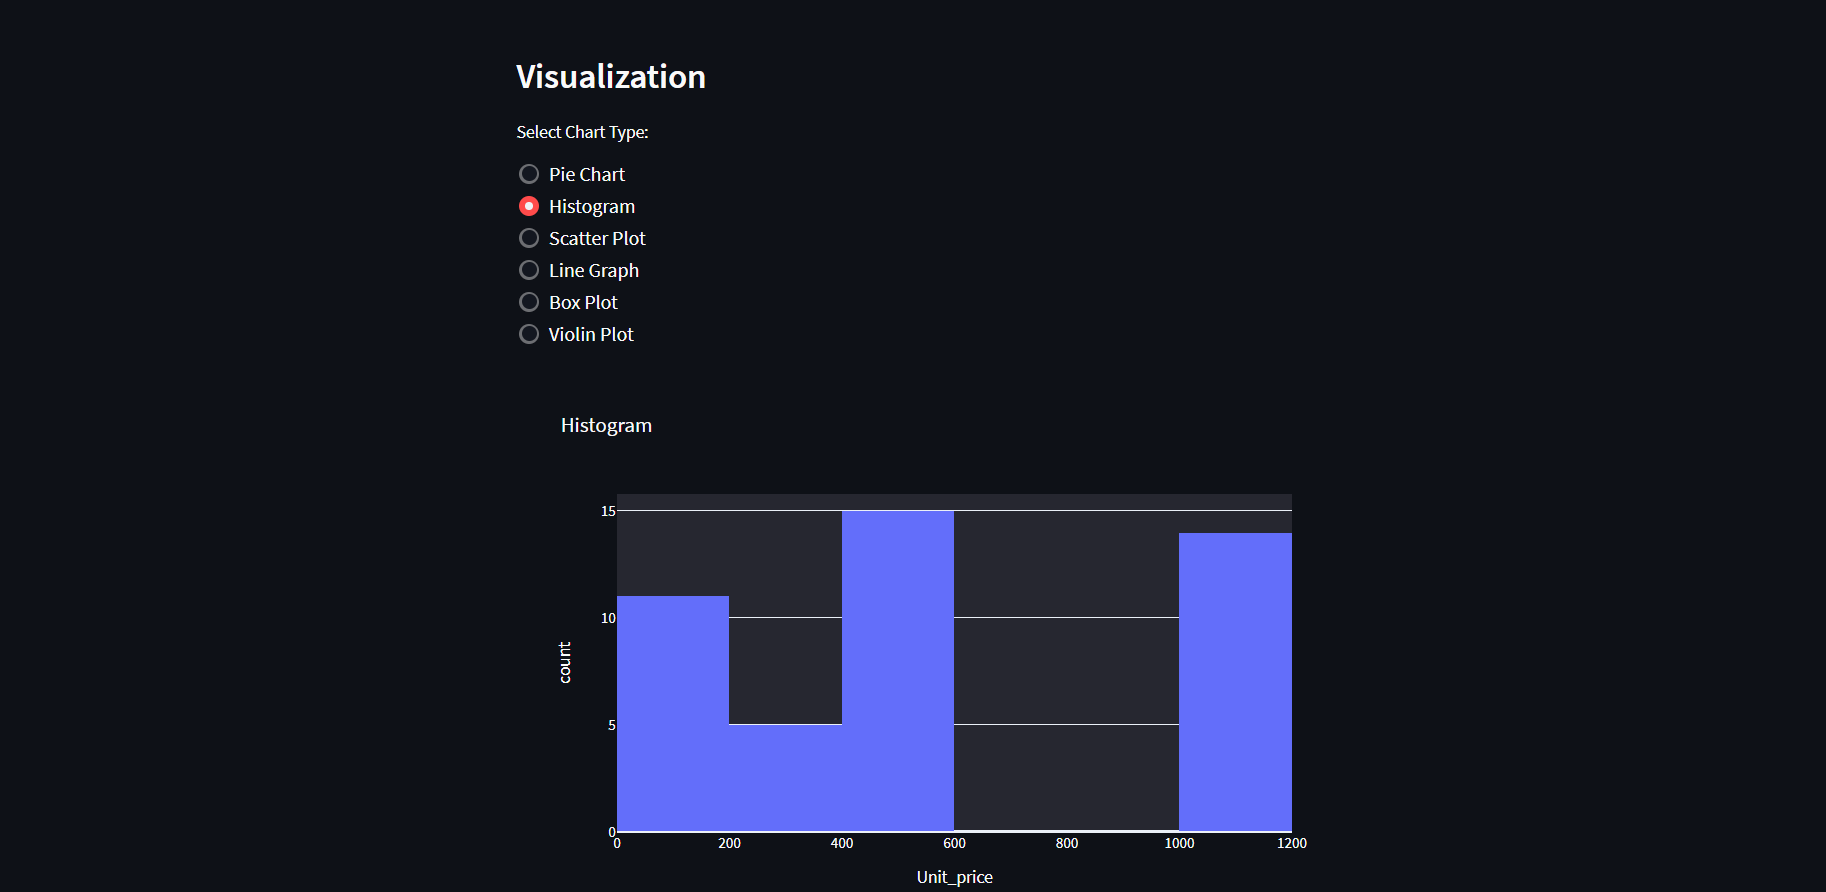 Visualization
Select Chart Type:
Pie Chart
Histogram
Scatter Plot
Line Graph
Box Plot
Violin Plot
Histogram
15
10
5
0
count
0 200 400 600 800 1000 1200
Unit_price